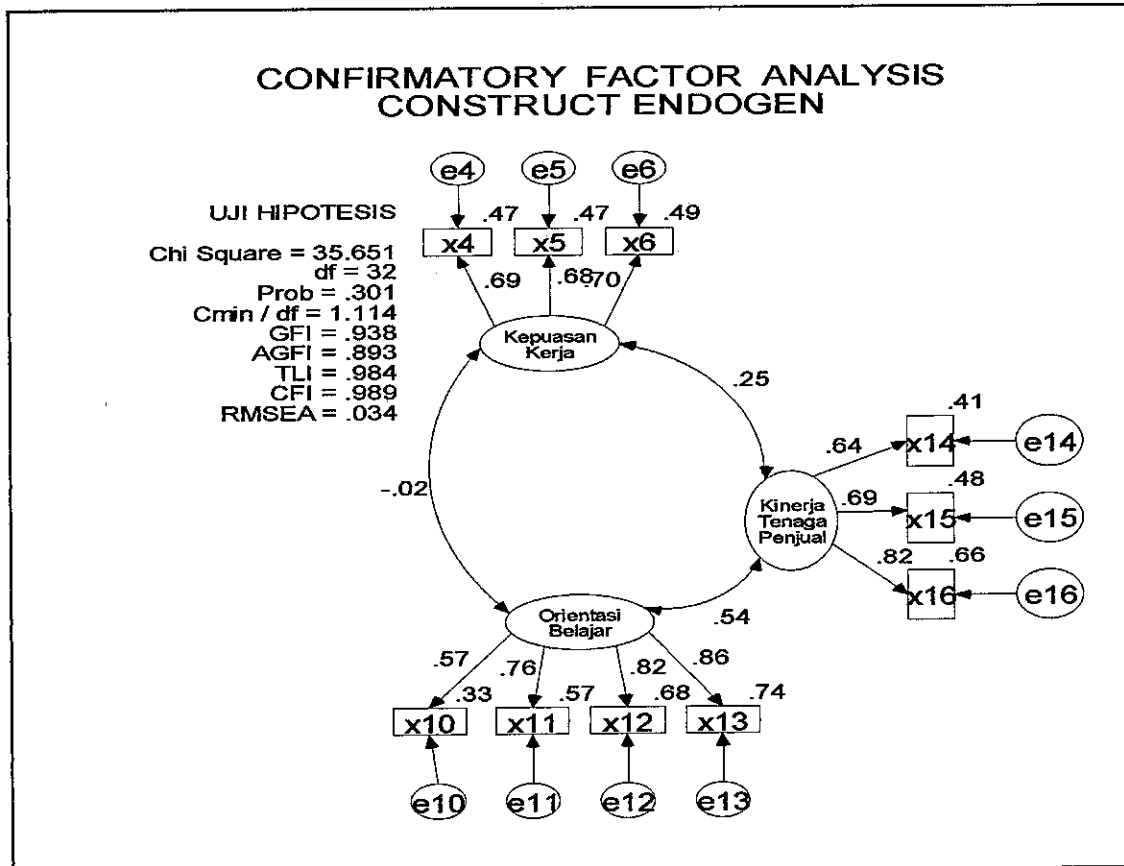 CONFIRMATORY FACTOR ANALYSIS
CONSTRUCT ENDOGEN
e4 e5 e6
UJI HIPOTESIS
.47 .47 .49
x4 x5 x6
Chi Square = 35.651
df = 32
Prob = .301
Cmin / df = 1.114
GFI = .938
AGFI = .893
TLI = .984
CFI = .989
RMSEA = .034
.69 .68 .70
Kepuasan
Kerja
.25
-.02
.41
x14 e14
.64
.48
.69
x15 e15
Kinerja
Tenaga
Penjual
.82 .66
x16 e16
.54
Orientasi
Belajar
.57 .76 .82 .86
.33 .57 .68 .74
x10 x11 x12 x13
e10 e11 e12 e13